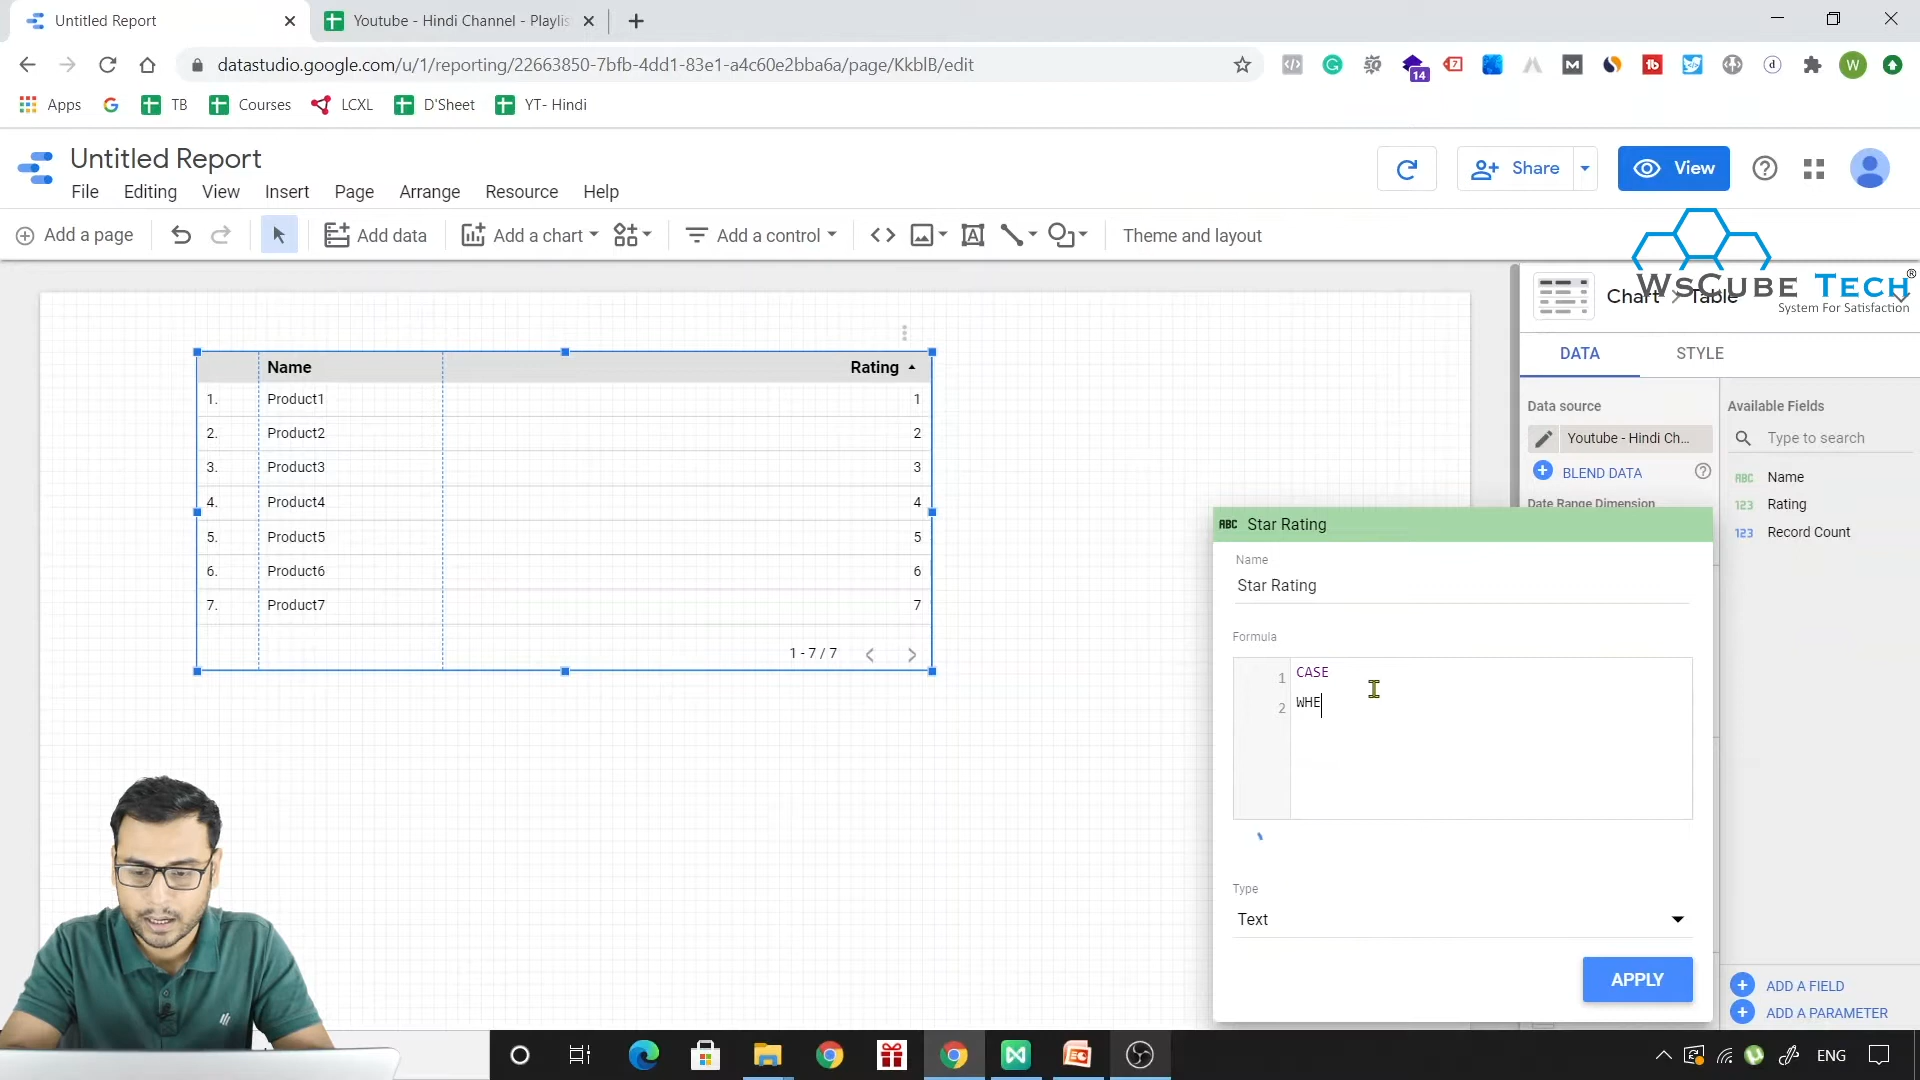 Untitled Report
Youtube - Hindi Channel - Playlis
datastudio.google.com/u/1/reporting/22663850-7bfb-4dd1-83e1-a4c60e2bba6a/page/KkblB/edit
14
Apps
TB
Courses
LCXL
D'Sheet
YT- Hindi
Untitled Report
File Editing View Insert Page Arrange Resource Help
Share
View
Add a page
Add data
Add a chart
Add a control
Theme and layout
WsCube Tech®
System For Satisfaction
Chart > Table
DATA STYLE
Data source
Youtube - Hindi Ch...
BLEND DATA
Date Range Dimension
Available Fields
Type to search
ABC Name
123 Rating
123 Record Count
Name Rating
1. Product1 1
2. Product2 2
3. Product3 3
4. Product4 4
5. Product5 5
6. Product6 6
7. Product7 7
1 - 7 / 7
ABC Star Rating
Name
Star Rating
Formula
1 CASE
2 WHE
Type
Text
APPLY
ADD A FIELD
ADD A PARAMETER
ENG